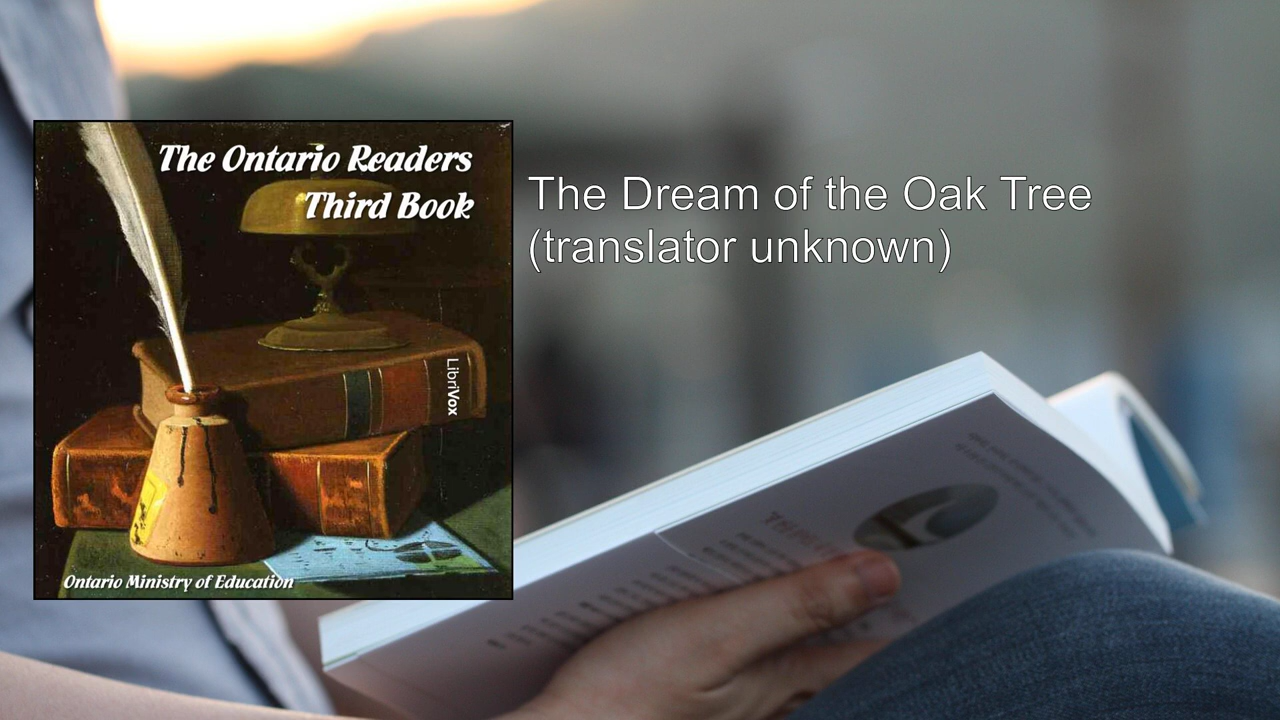 The Ontario Readers
Third Book
LibriVox
Ontario Ministry of Education
The Dream of the Oak Tree
(translator unknown)